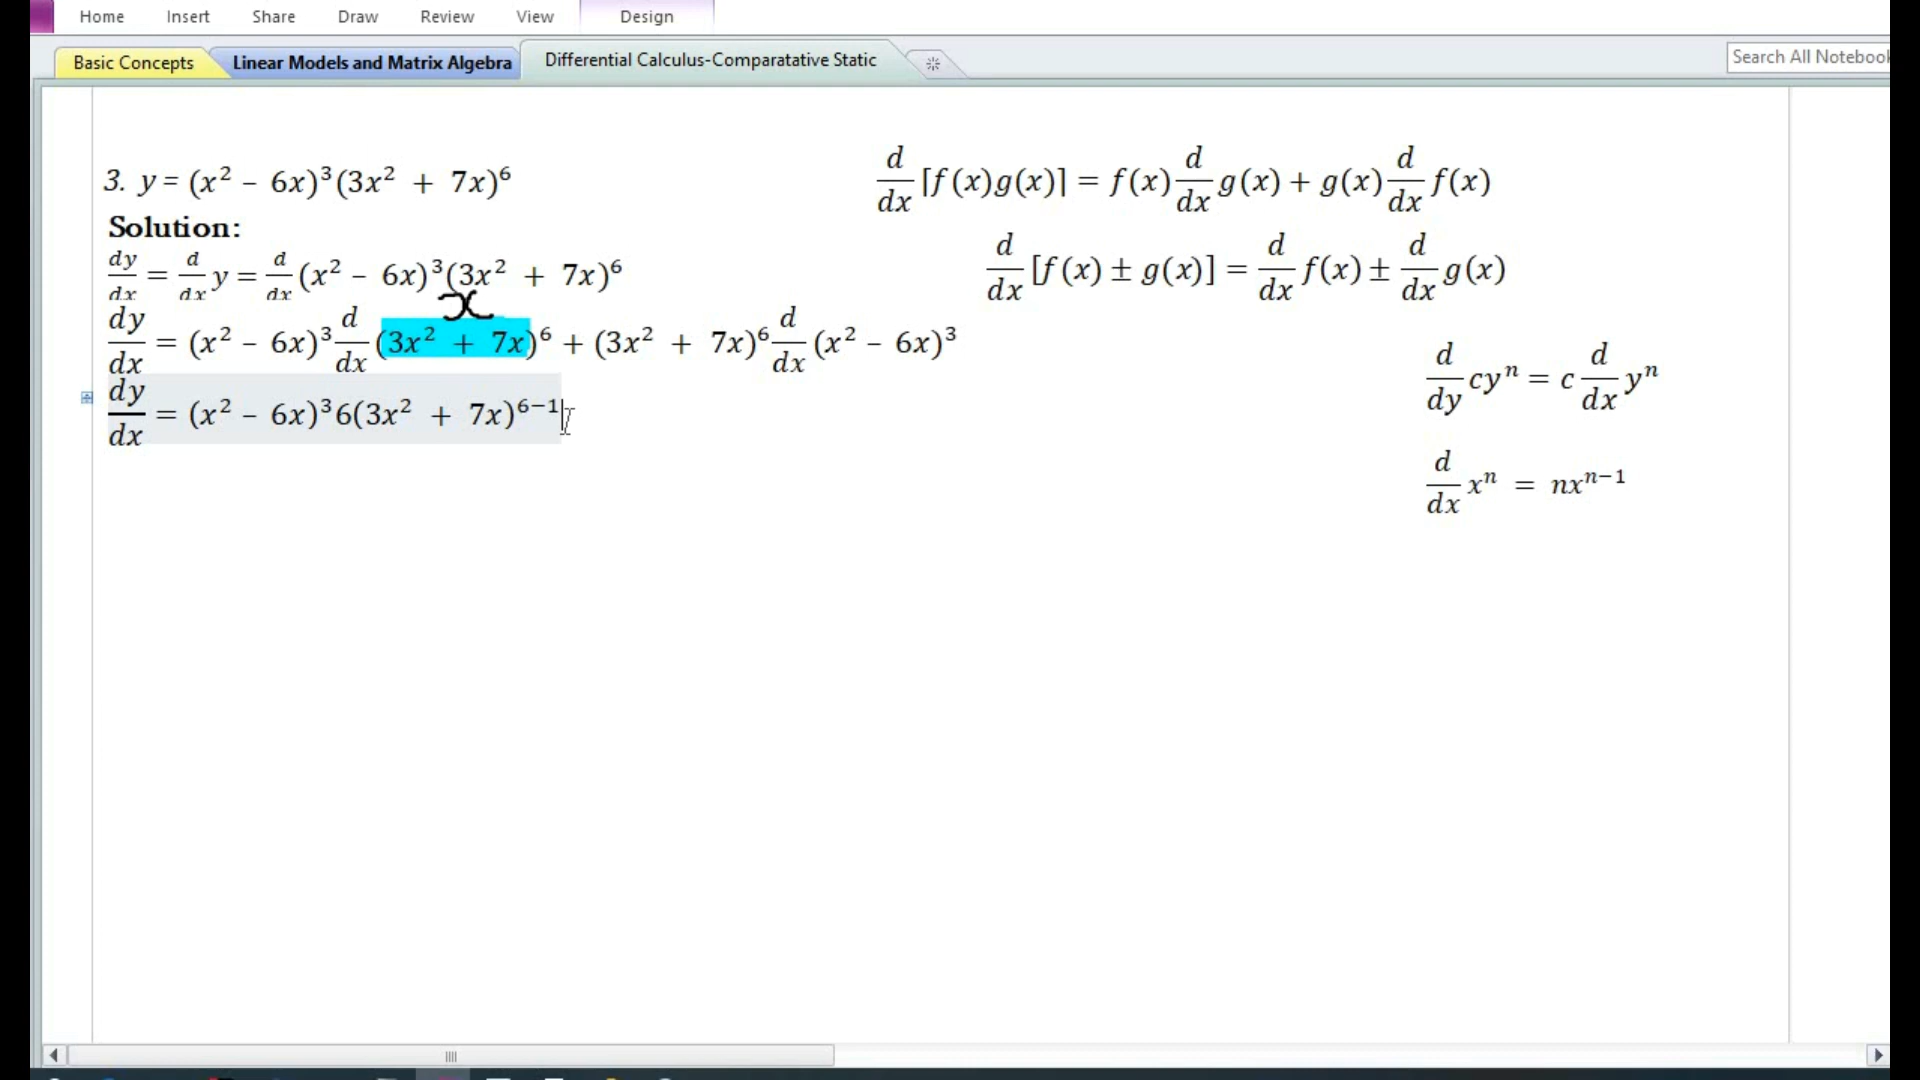 Home Insert Share Draw Review View Design
Basic Concepts Linear Models and Matrix Algebra Differential Calculus-Comparatative Static Search All Notebook
3. y = (x² − 6x)³(3x² + 7x)⁶
d/dx [f(x)g(x)] = f(x) d/dx g(x) + g(x) d/dx f(x)
Solution:
dy/dx = d/dx y = d/dx (x² − 6x)³(3x² + 7x)⁶
d/dx [f(x) ± g(x)] = d/dx f(x) ± d/dx g(x)
x
dy/dx = (x² − 6x)³ d/dx (3x² + 7x)⁶ + (3x² + 7x)⁶ d/dx (x² − 6x)³
d/dy cyⁿ = c d/dx yⁿ
dy/dx = (x² − 6x)³6(3x² + 7x)⁶⁻¹
d/dx xⁿ = nxⁿ⁻¹